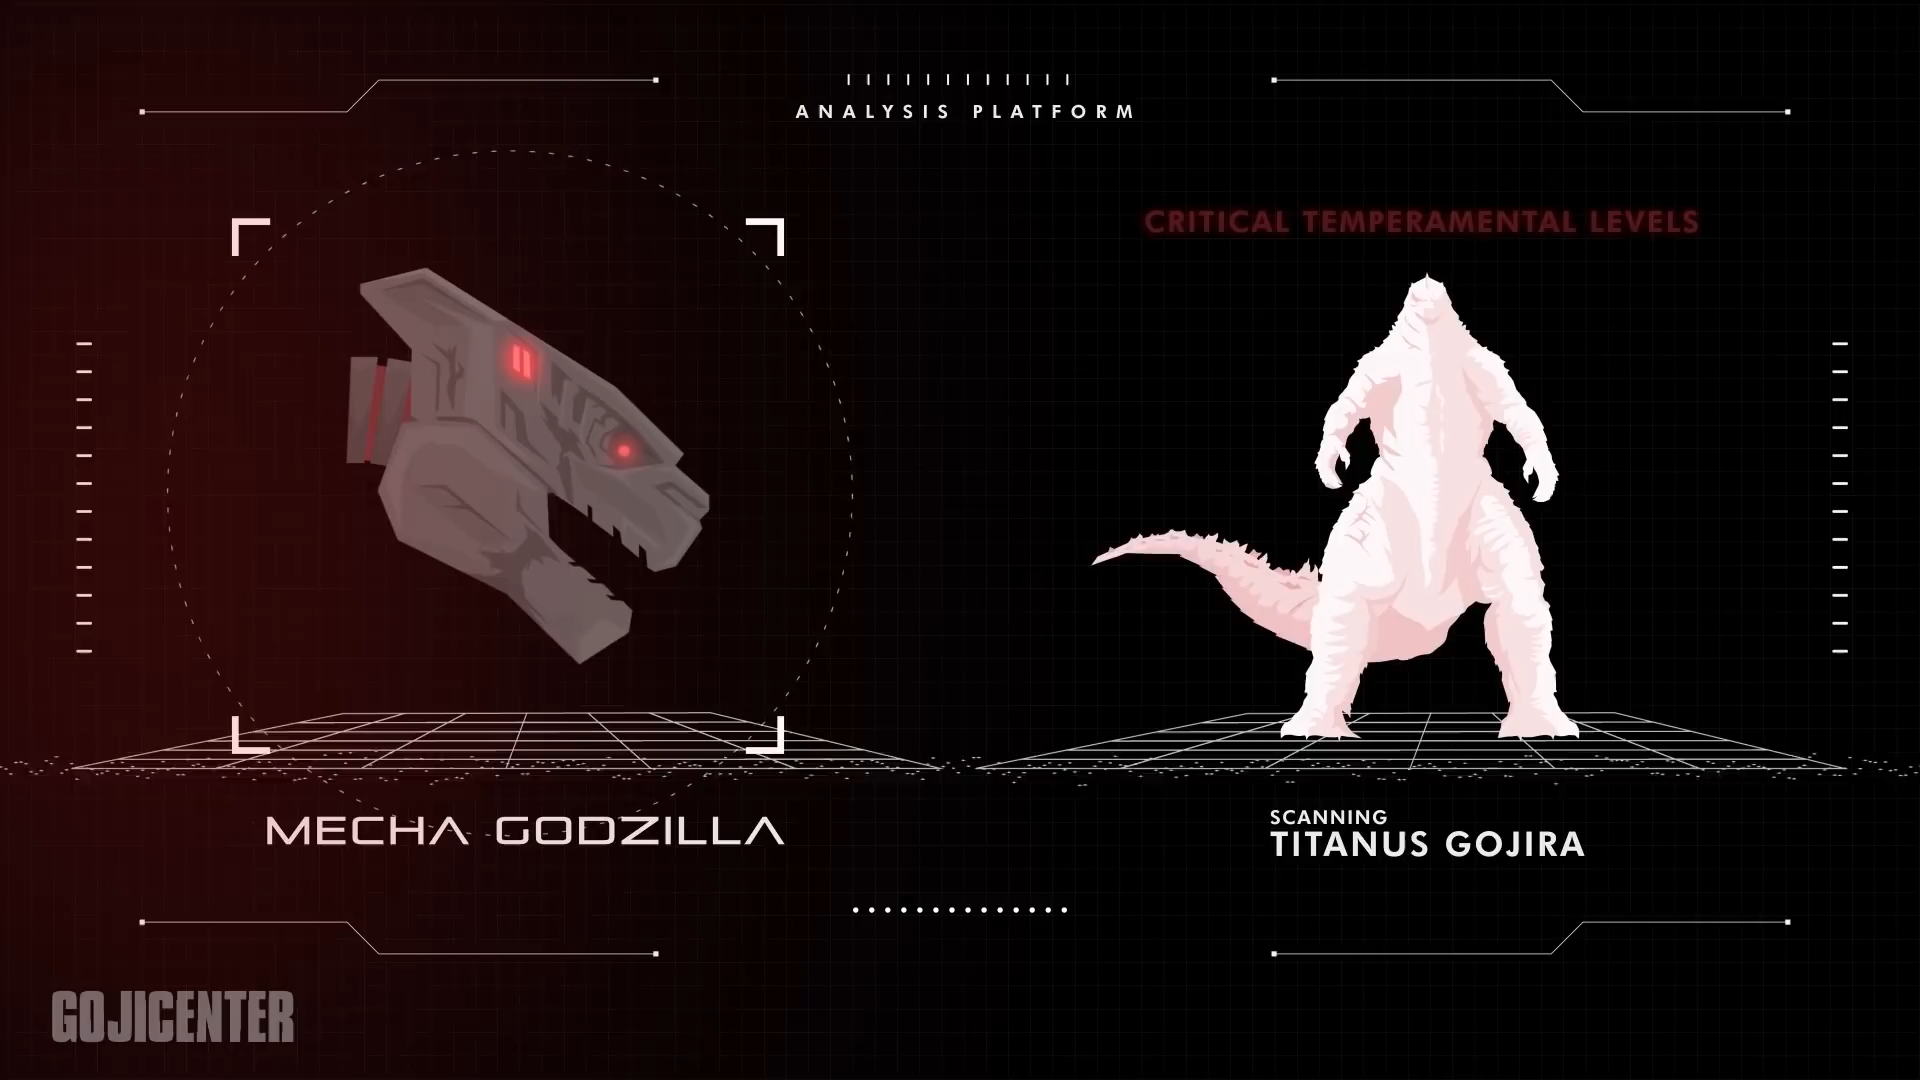 ANALYSIS PLATFORM
CRITICAL TEMPERAMENTAL LEVELS
MECHA GODZILLA
SCANNING
TITANUS GOJIRA
GOJICENTER